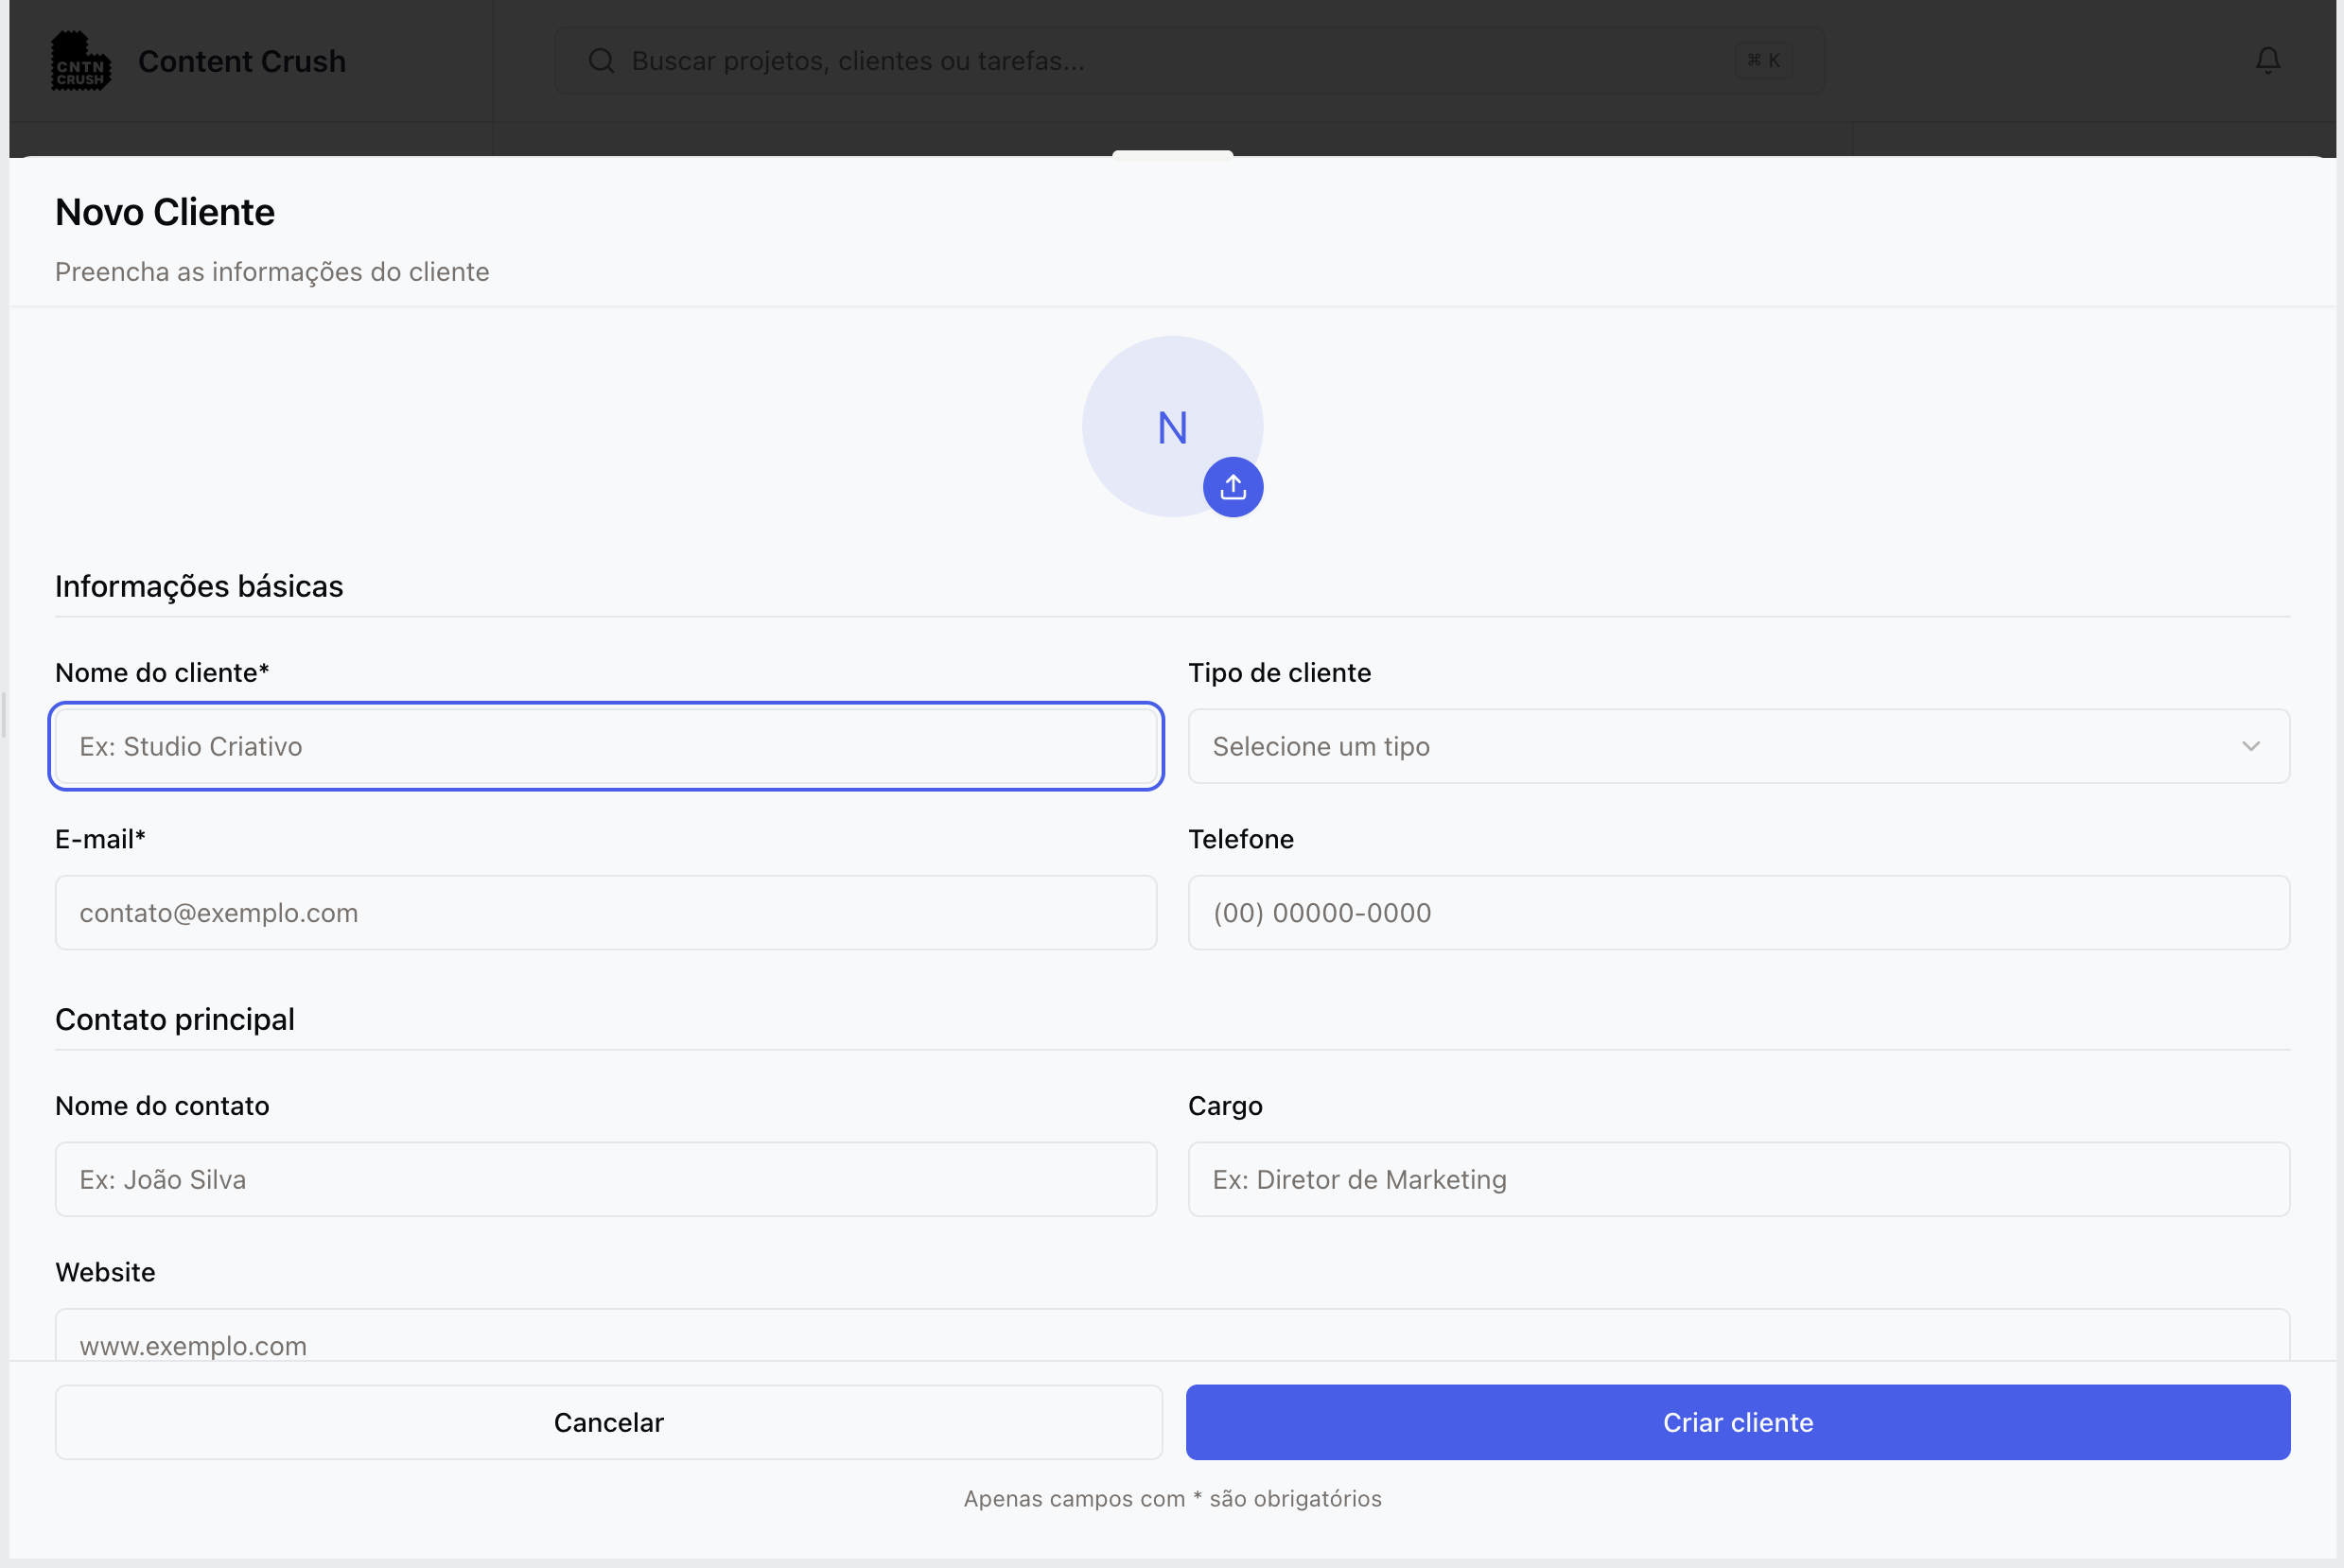 CNTN
CRUSH
Content Crush
Buscar projetos, clientes ou tarefas...
⌘ K
Novo Cliente
Preencha as informações do cliente
N
Informações básicas
Nome do cliente*
Tipo de cliente
Ex: Studio Criativo
Selecione um tipo
E-mail*
Telefone
contato@exemplo.com
(00) 00000-0000
Contato principal
Nome do contato
Cargo
Ex: João Silva
Ex: Diretor de Marketing
Website
www.exemplo.com
Cancelar
Criar cliente
Apenas campos com * são obrigatórios